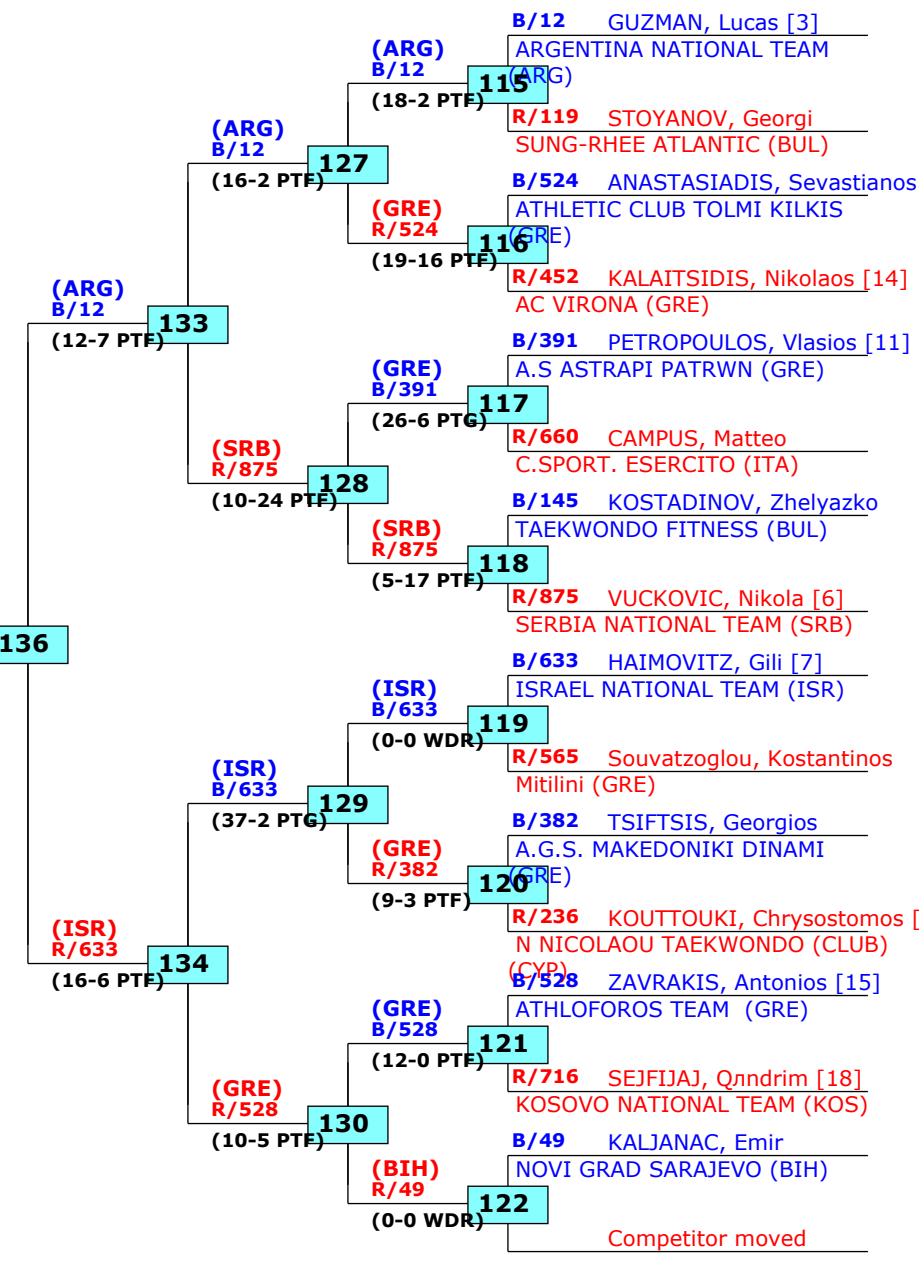 B/12 GUZMAN, Lucas [3]
ARGENTINA NATIONAL TEAM
(ARG)
(ARG)
B/12
115
(18-2 PTF)
R/119 STOYANOV, Georgi
SUNG-RHEE ATLANTIC (BUL)
(ARG)
B/12
127
(16-2 PTF)
B/524 ANASTASIADIS, Sevastianos
ATHLETIC CLUB TOLMI KILKIS
(GRE)
(GRE)
R/524
116
(19-16 PTF)
R/452 KALAITSIDIS, Nikolaos [14]
AC VIRONA (GRE)
(ARG)
B/12
133
(12-7 PTF)
B/391 PETROPOULOS, Vlasios [11]
A.S ASTRAPI PATRWN (GRE)
(GRE)
B/391
117
(26-6 PTG)
R/660 CAMPUS, Matteo
C.SPORT. ESERCITO (ITA)
(SRB)
R/875
128
(10-24 PTF)
B/145 KOSTADINOV, Zhelyazko
TAEKWONDO FITNESS (BUL)
(SRB)
R/875
118
(5-17 PTF)
R/875 VUCKOVIC, Nikola [6]
SERBIA NATIONAL TEAM (SRB)
136
B/633 HAIMOVITZ, Gili [7]
ISRAEL NATIONAL TEAM (ISR)
(ISR)
B/633
119
(0-0 WDR)
R/565 Souvatzoglou, Kostantinos
Mitilini (GRE)
(ISR)
B/633
129
(37-2 PTG)
B/382 TSIFTSIS, Georgios
A.G.S. MAKEDONIKI DINAMI
(GRE)
(GRE)
R/382
120
(9-3 PTF)
R/236 KOUTTOUKI, Chrysostomos [
N NICOLAOU TAEKWONDO (CLUB)
(CYP)
(ISR)
R/633
134
(16-6 PTF)
B/528 ZAVRAKIS, Antonios [15]
ATHLOFOROS TEAM (GRE)
(GRE)
B/528
121
(12-0 PTF)
R/716 SEJFIJAJ, Qлndrim [18]
KOSOVO NATIONAL TEAM (KOS)
(GRE)
R/528
130
(10-5 PTF)
B/49 KALJANAC, Emir
NOVI GRAD SARAJEVO (BIH)
(BIH)
R/49
122
(0-0 WDR)
Competitor moved